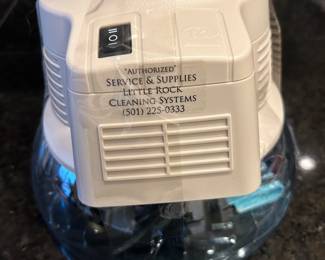 "Authorized"
Service & Supplies
Little Rock
Cleaning Systems
(501) 225-0333